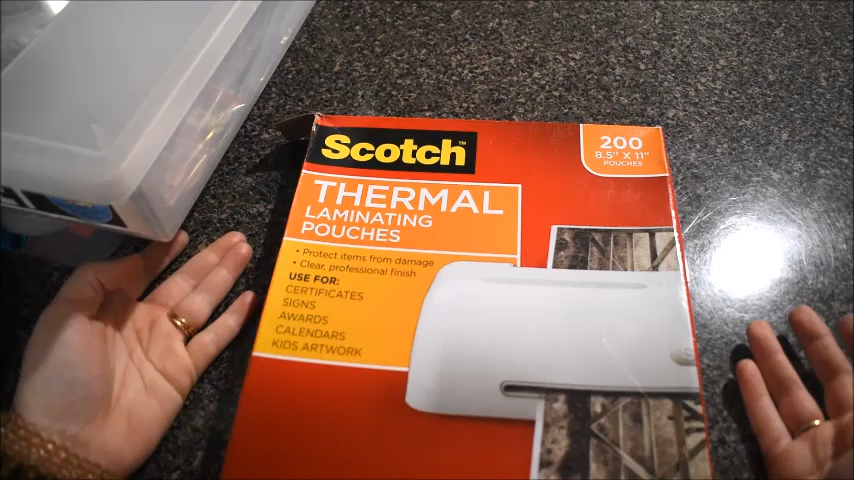 Scotch™
THERMAL
LAMINATING
POUCHES
• Protect items from damage
• Clear, professional finish
USE FOR:
CERTIFICATES
SIGNS
AWARDS
CALENDARS
KIDS ARTWORK
200
8.5" X 11"
POUCHES